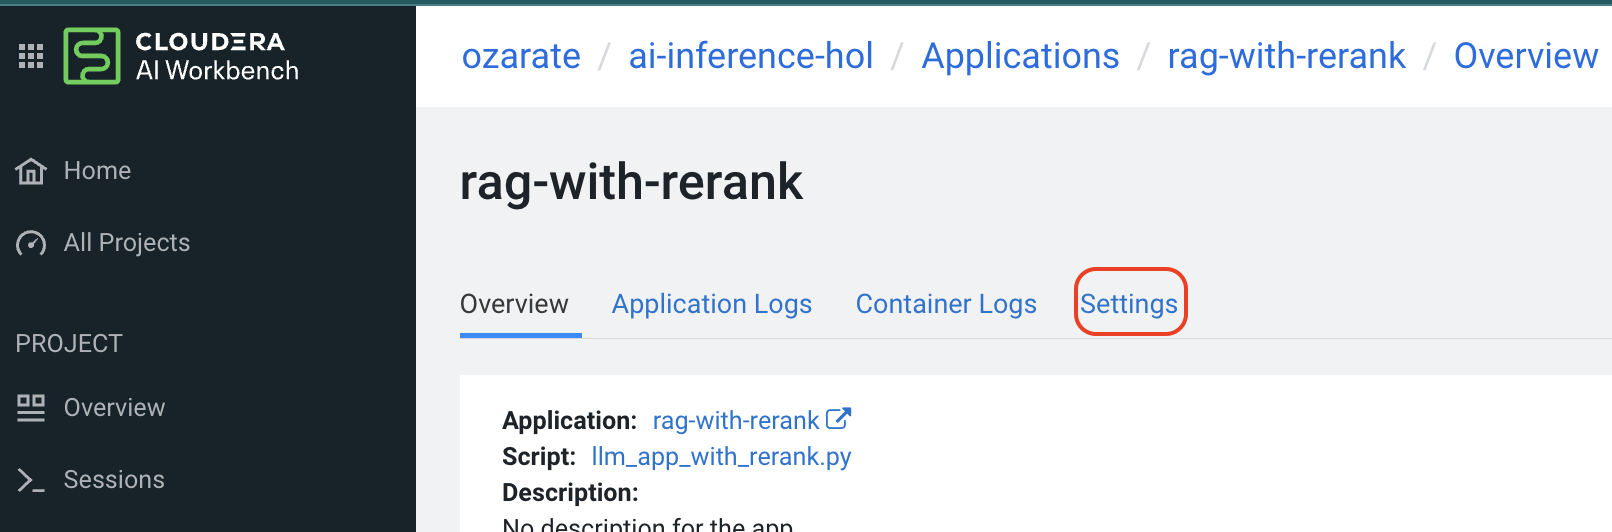 CLOUDERA
AI Workbench
ozarate / ai-inference-hol / Applications / rag-with-rerank / Overview
Home
All Projects
PROJECT
Overview
Sessions
rag-with-rerank
Overview Application Logs Container Logs Settings
Application: rag-with-rerank
Script: llm_app_with_rerank.py
Description:
No description for the app